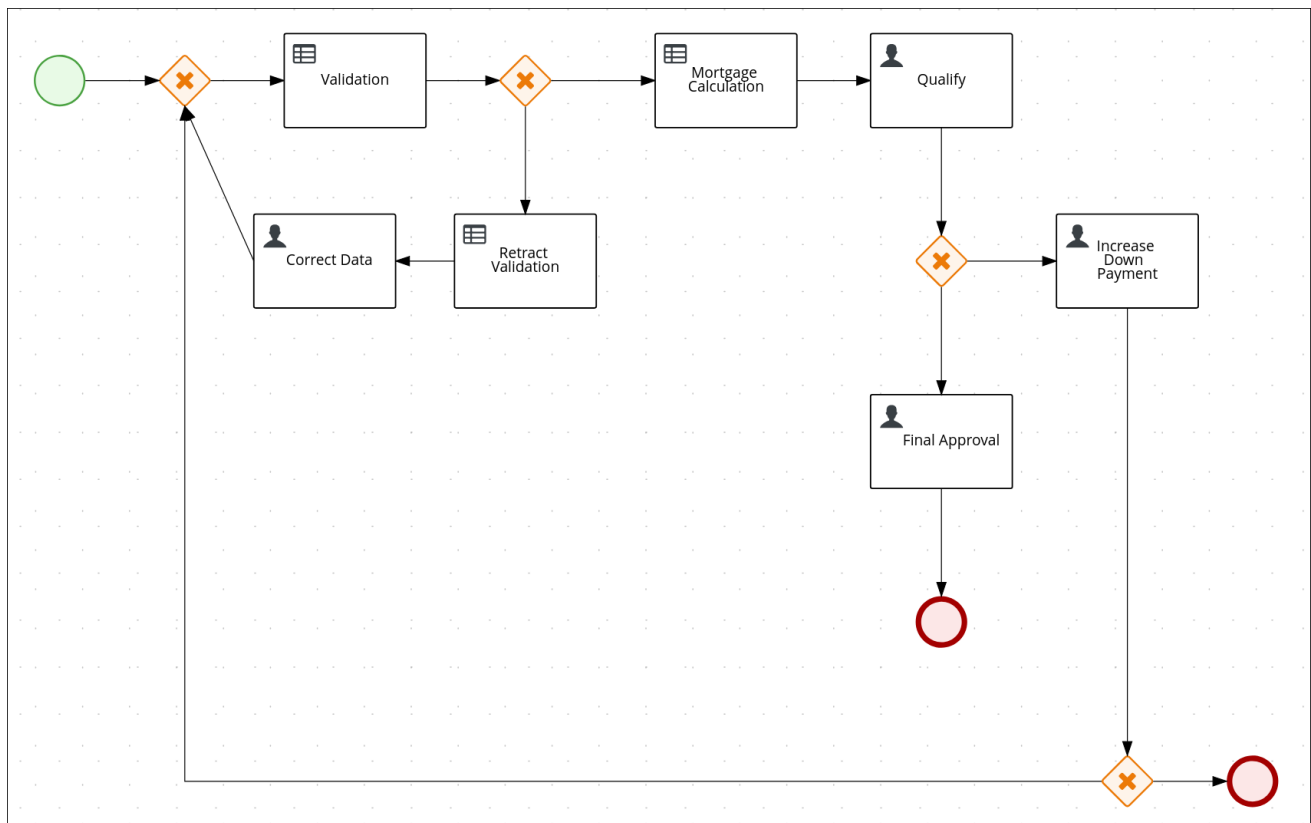 Validation
Mortgage
Calculation
Qualify
Correct Data
Retract
Validation
Increase
Down
Payment
Final Approval